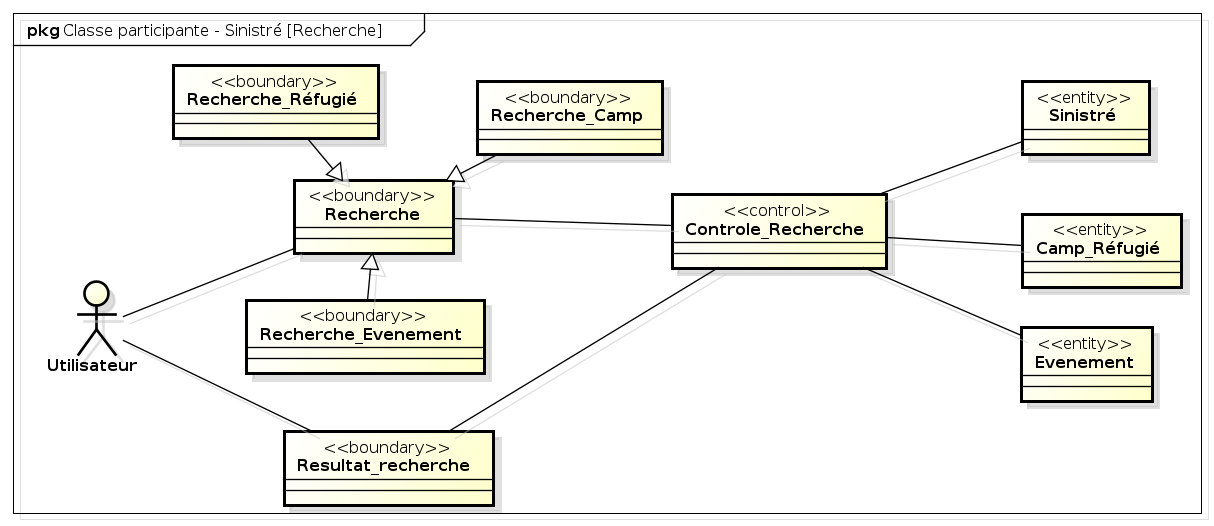 pkg Classe participante - Sinistré [Recherche]
<<boundary>>
Recherche_Réfugié
<<boundary>>
Recherche_Camp
<<entity>>
Sinistré
<<boundary>>
Recherche
<<control>>
Controle_Recherche
<<entity>>
Camp_Réfugié
<<boundary>>
Recherche_Evenement
<<entity>>
Evenement
Utilisateur
<<boundary>>
Resultat_recherche